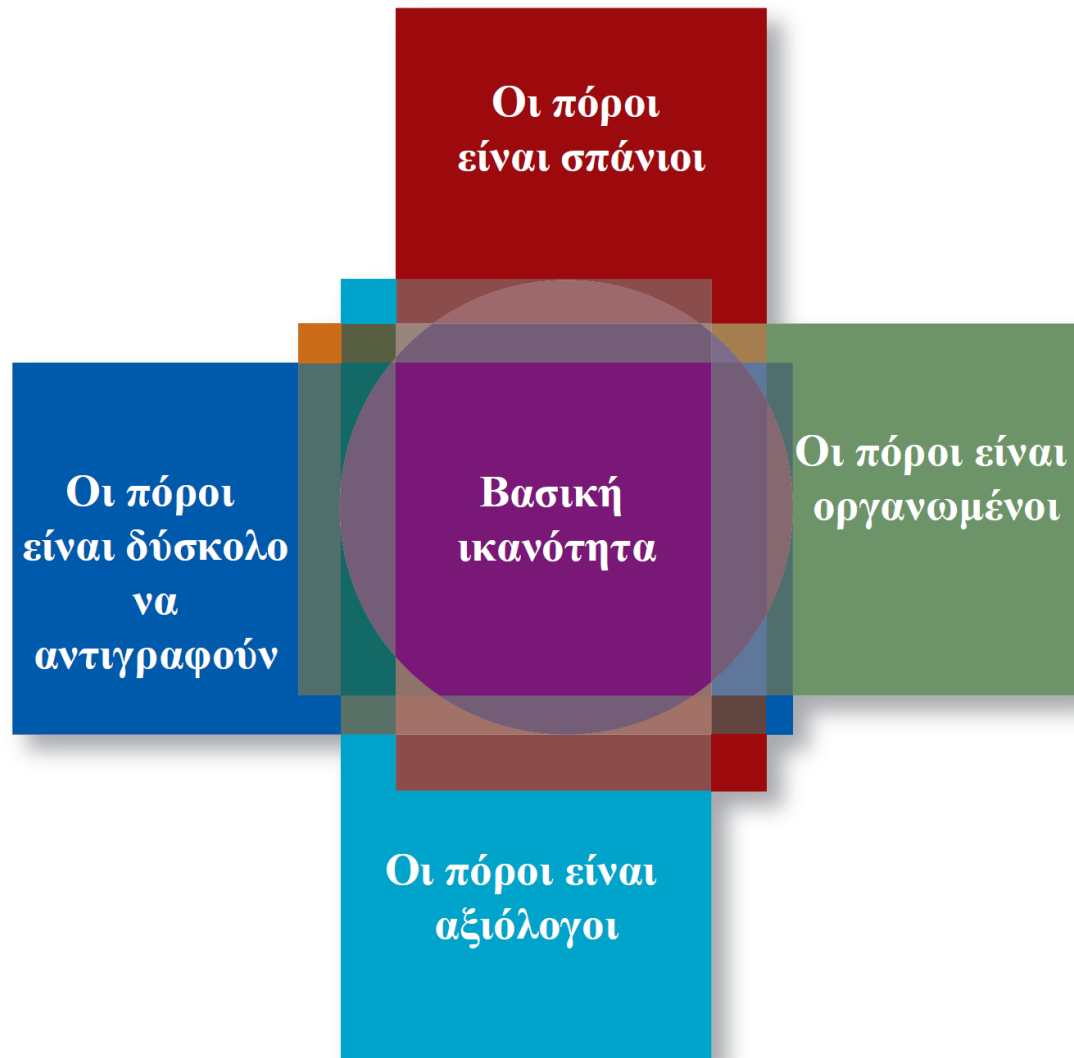 Οι πόροι
είναι σπάνιοι
Οι πόροι
είναι δύσκολο
να
αντιγραφούν
Βασική
ικανότητα
Οι πόροι είναι
οργανωμένοι
Οι πόροι είναι
αξιόλογοι